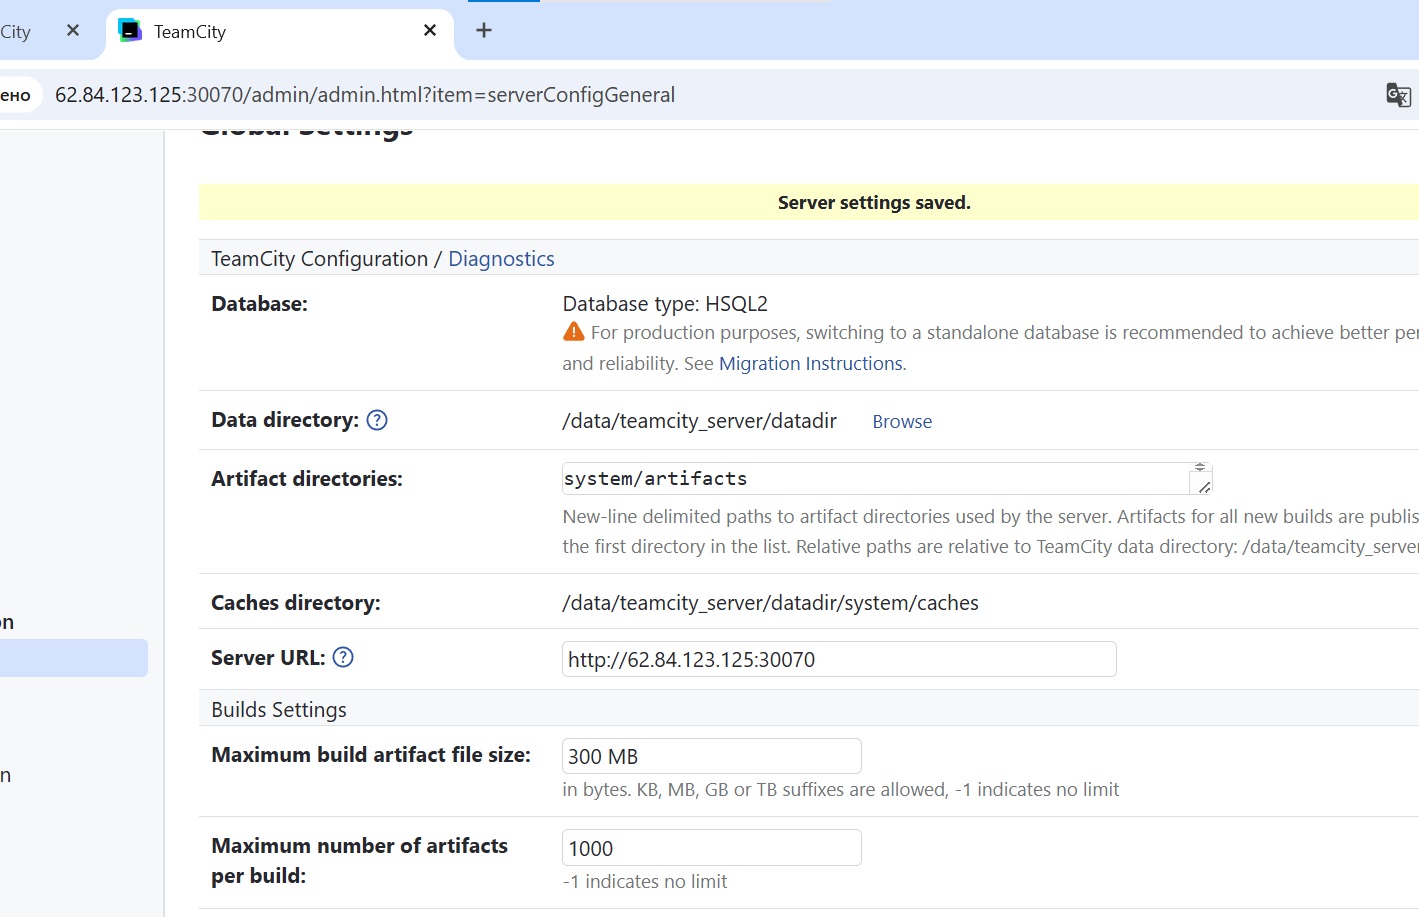 City
TeamCity
ено
62.84.123.125:30070/admin/admin.html?item=serverConfigGeneral
Global Settings
Server settings saved.
TeamCity Configuration / Diagnostics
Database:
Database type: HSQL2
For production purposes, switching to a standalone database is recommended to achieve better per
and reliability. See Migration Instructions.
Data directory: ?
/data/teamcity_server/datadir
Browse
Artifact directories:
system/artifacts
New-line delimited paths to artifact directories used by the server. Artifacts for all new builds are publis
the first directory in the list. Relative paths are relative to TeamCity data directory: /data/teamcity_server
Caches directory:
/data/teamcity_server/datadir/system/caches
on
Server URL: ?
http://62.84.123.125:30070
Builds Settings
Maximum build artifact file size:
300 MB
n
in bytes. KB, MB, GB or TB suffixes are allowed, -1 indicates no limit
Maximum number of artifacts
per build:
1000
-1 indicates no limit